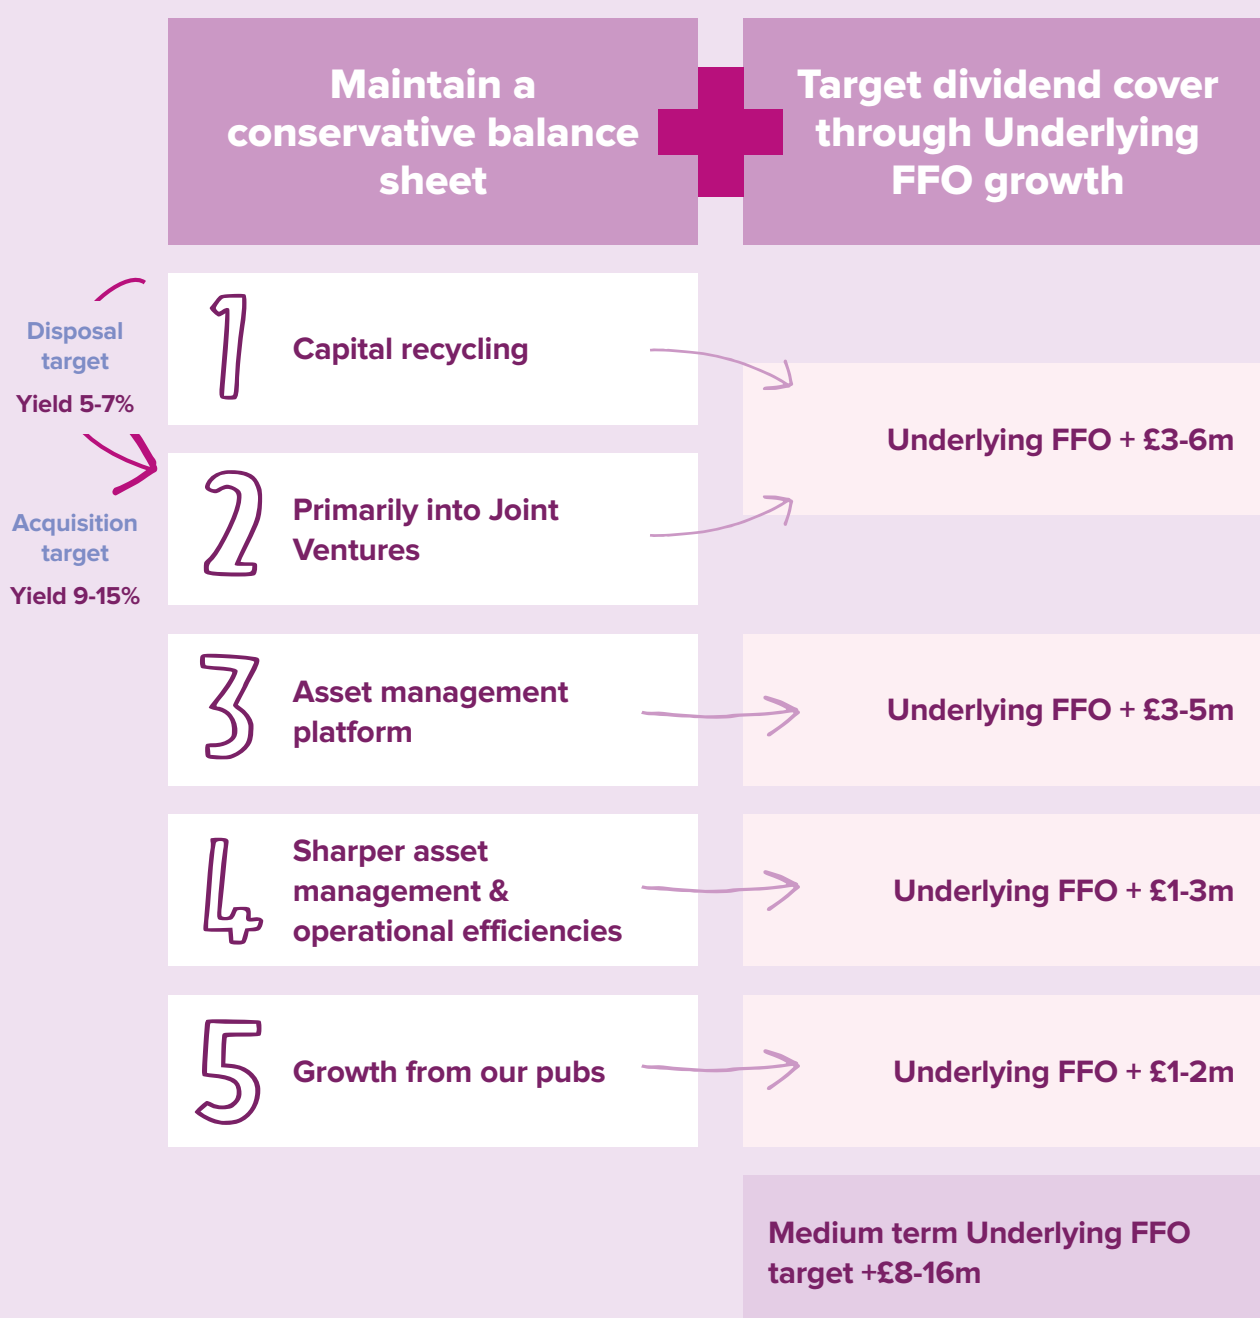 Maintain a
conservative balance
sheet
Target dividend cover
through Underlying
FFO growth
Disposal
target
Yield 5-7%
Acquisition
target
Yield 9-15%
1
Capital recycling
2
Primarily into Joint
Ventures
Underlying FFO + £3-6m
3
Asset management
platform
Underlying FFO + £3-5m
4
Sharper asset
management &
operational efficiencies
Underlying FFO + £1-3m
5
Growth from our pubs
Underlying FFO + £1-2m
Medium term Underlying FFO
target +£8-16m